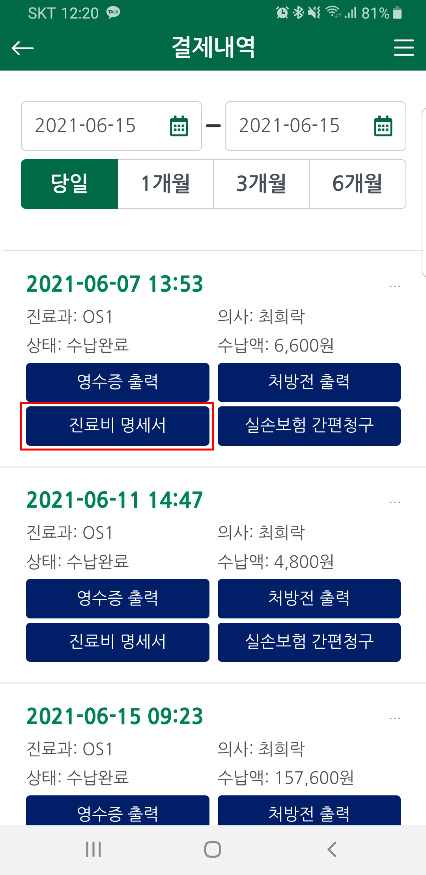 SKT 12:20 TALK 81%
결제내역
2021-06-15 – 2021-06-15
당일 1개월 3개월 6개월
2021-06-07 13:53 ...
진료과: OS1 의사: 최희락
상태: 수납완료 수납액: 6,600원
영수증 출력 처방전 출력
진료비 명세서 실손보험 간편청구
2021-06-11 14:47 ...
진료과: OS1 의사: 최희락
상태: 수납완료 수납액: 4,800원
영수증 출력 처방전 출력
진료비 명세서 실손보험 간편청구
2021-06-15 09:23 ...
진료과: OS1 의사: 최희락
상태: 수납완료 수납액: 157,600원
영수증 출력 처방전 출력